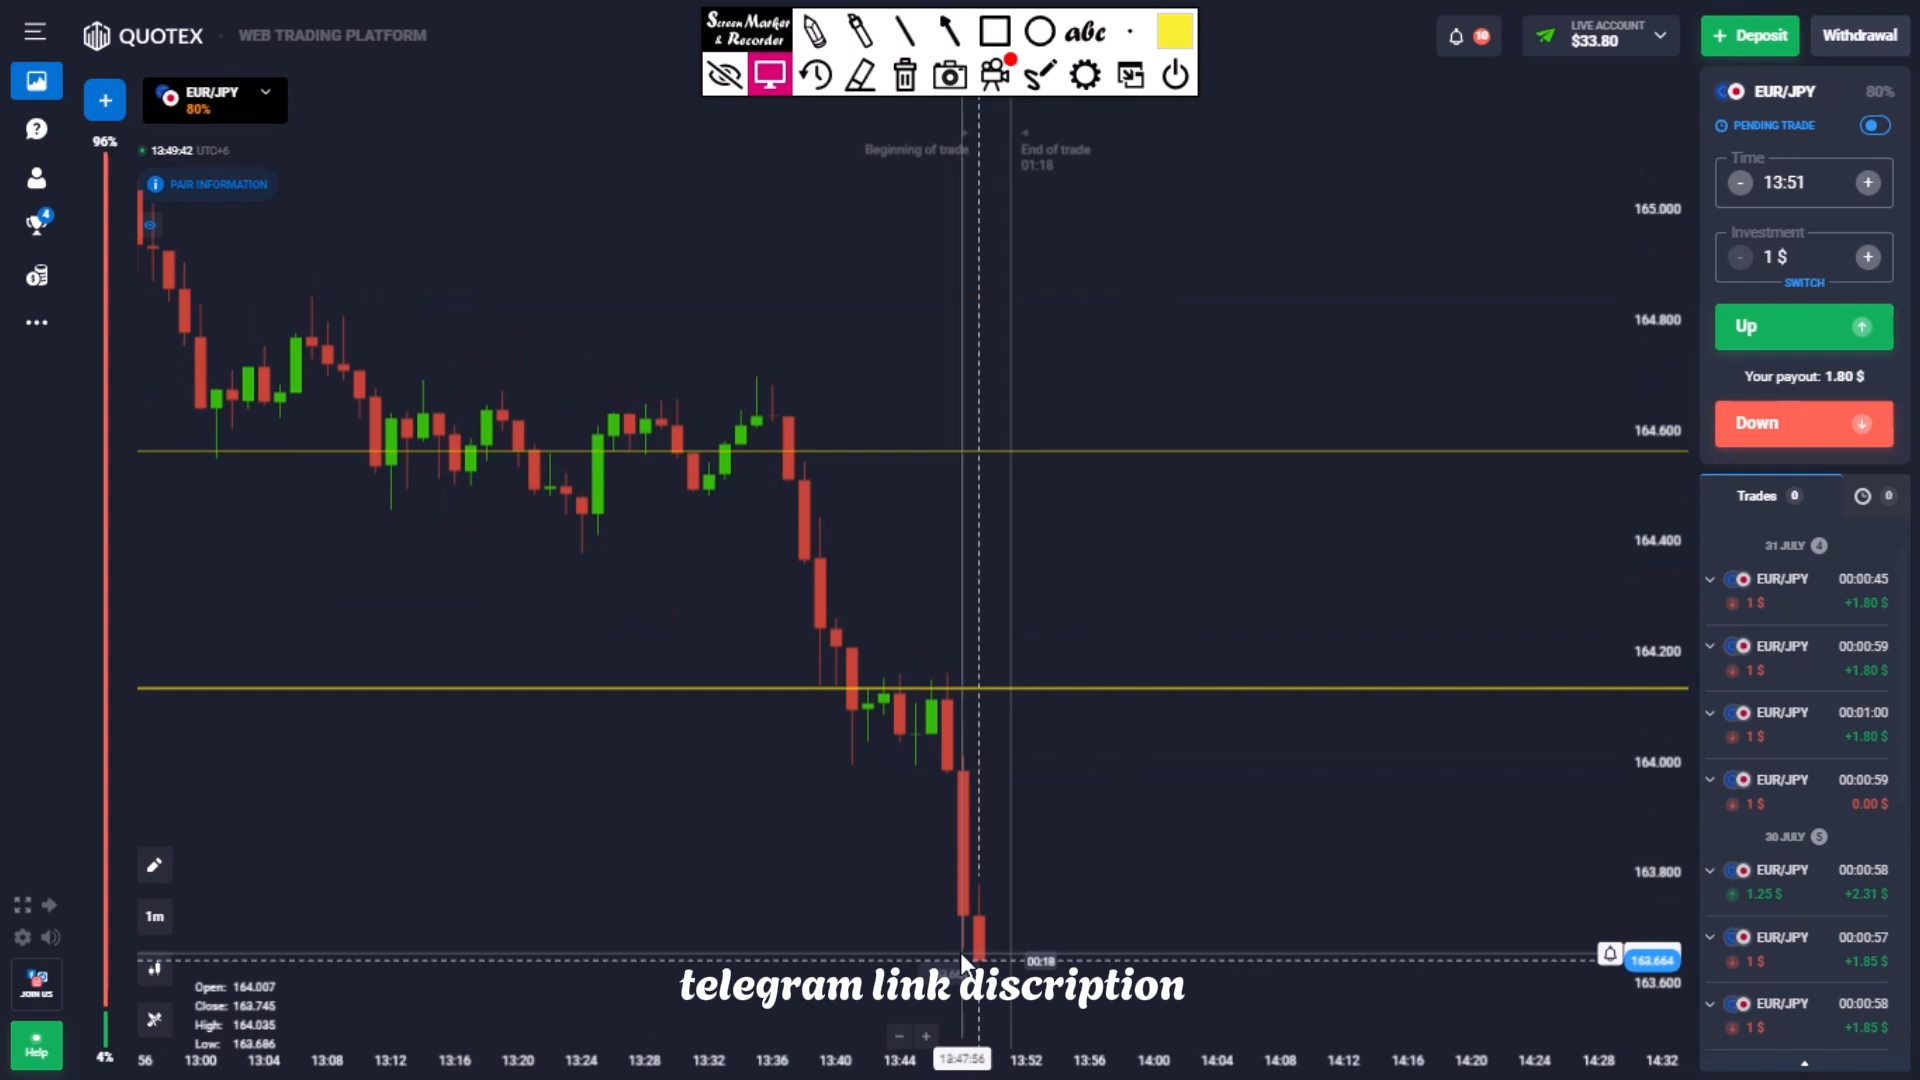 QUOTEX
WEB TRADING PLATFORM
Screen Marker
& Recorder
abc
10
LIVE ACCOUNT
$33.80
+ Deposit
Withdrawal
EUR/JPY
80%
96%
13:49:42 UTC+6
PAIR INFORMATION
4
Beginning of trade
End of trade
01:18
165.000
164.800
164.600
164.400
164.200
164.000
163.800
163.664
163.600
EUR/JPY
80%
PENDING TRADE
Time
- 13:51 +
Investment
- 1 $ +
SWITCH
Up
Your payout: 1.80 $
Down
Trades 0
0
31 JULY 4
EUR/JPY 00:00:45
1 $ +1.80 $
EUR/JPY 00:00:59
1 $ +1.80 $
EUR/JPY 00:01:00
1 $ +1.80 $
EUR/JPY 00:00:59
1 $ 0.00 $
30 JULY 5
EUR/JPY 00:00:58
1.25 $ +2.31 $
EUR/JPY 00:00:57
1 $ +1.85 $
EUR/JPY 00:00:58
1 $ +1.85 $
1m
00:18
telegram link discription
Open: 164.007
Close: 163.745
High: 164.035
Low: 163.686
JOIN US
Help
4%
- +
56 13:00 13:04 13:08 13:12 13:16 13:20 13:24 13:28 13:32 13:36 13:40 13:44 13:47:56 13:52 13:56 14:00 14:04 14:08 14:12 14:16 14:20 14:24 14:28 14:32